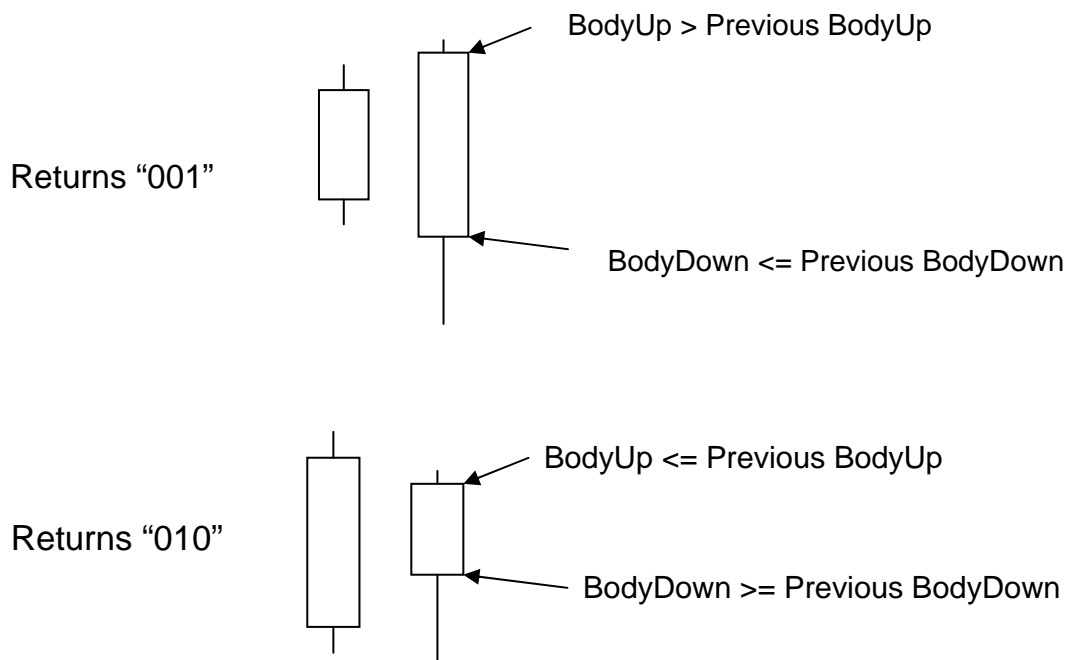 BodyUp > Previous BodyUp
Returns “001”
BodyDown <= Previous BodyDown
BodyUp <= Previous BodyUp
Returns “010”
BodyDown >= Previous BodyDown